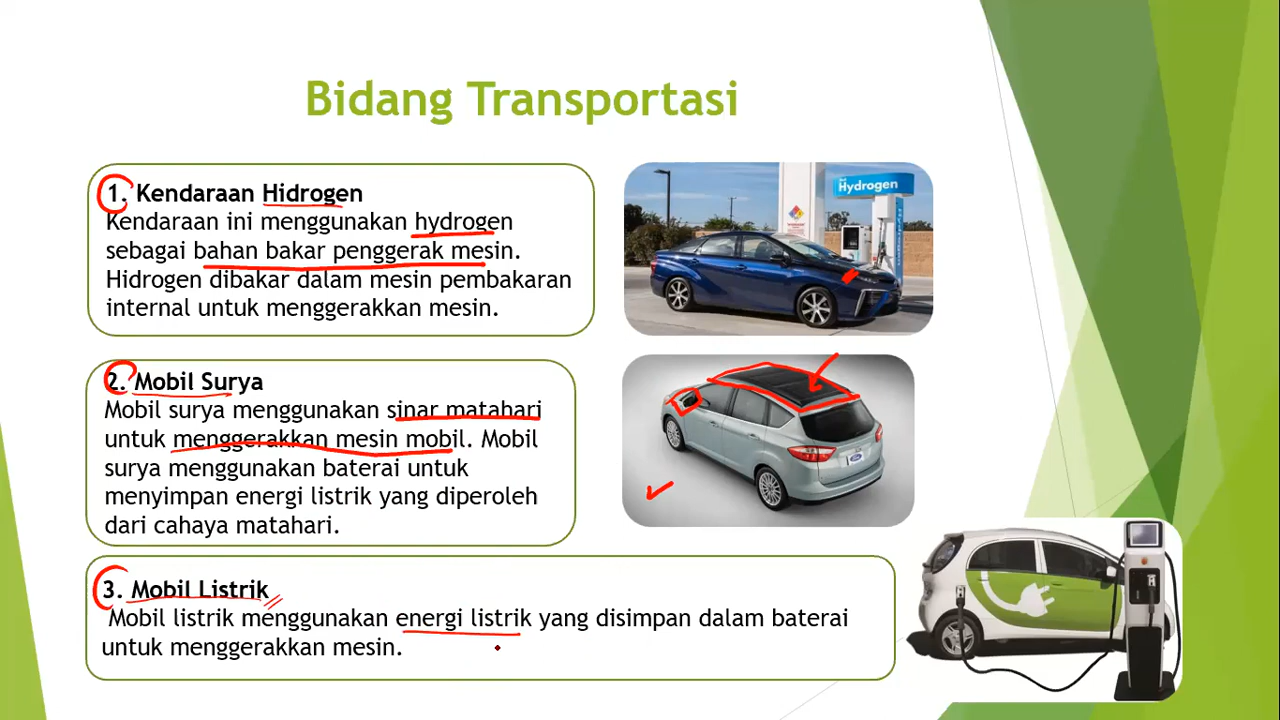 Bidang Transportasi
1. Kendaraan Hidrogen
Kendaraan ini menggunakan hydrogen
sebagai bahan bakar penggerak mesin.
Hidrogen dibakar dalam mesin pembakaran
internal untuk menggerakkan mesin.
Hydrogen
2. Mobil Surya
Mobil surya menggunakan sinar matahari
untuk menggerakkan mesin mobil. Mobil
surya menggunakan baterai untuk
menyimpan energi listrik yang diperoleh
dari cahaya matahari.
3. Mobil Listrik
Mobil listrik menggunakan energi listrik yang disimpan dalam baterai
untuk menggerakkan mesin.